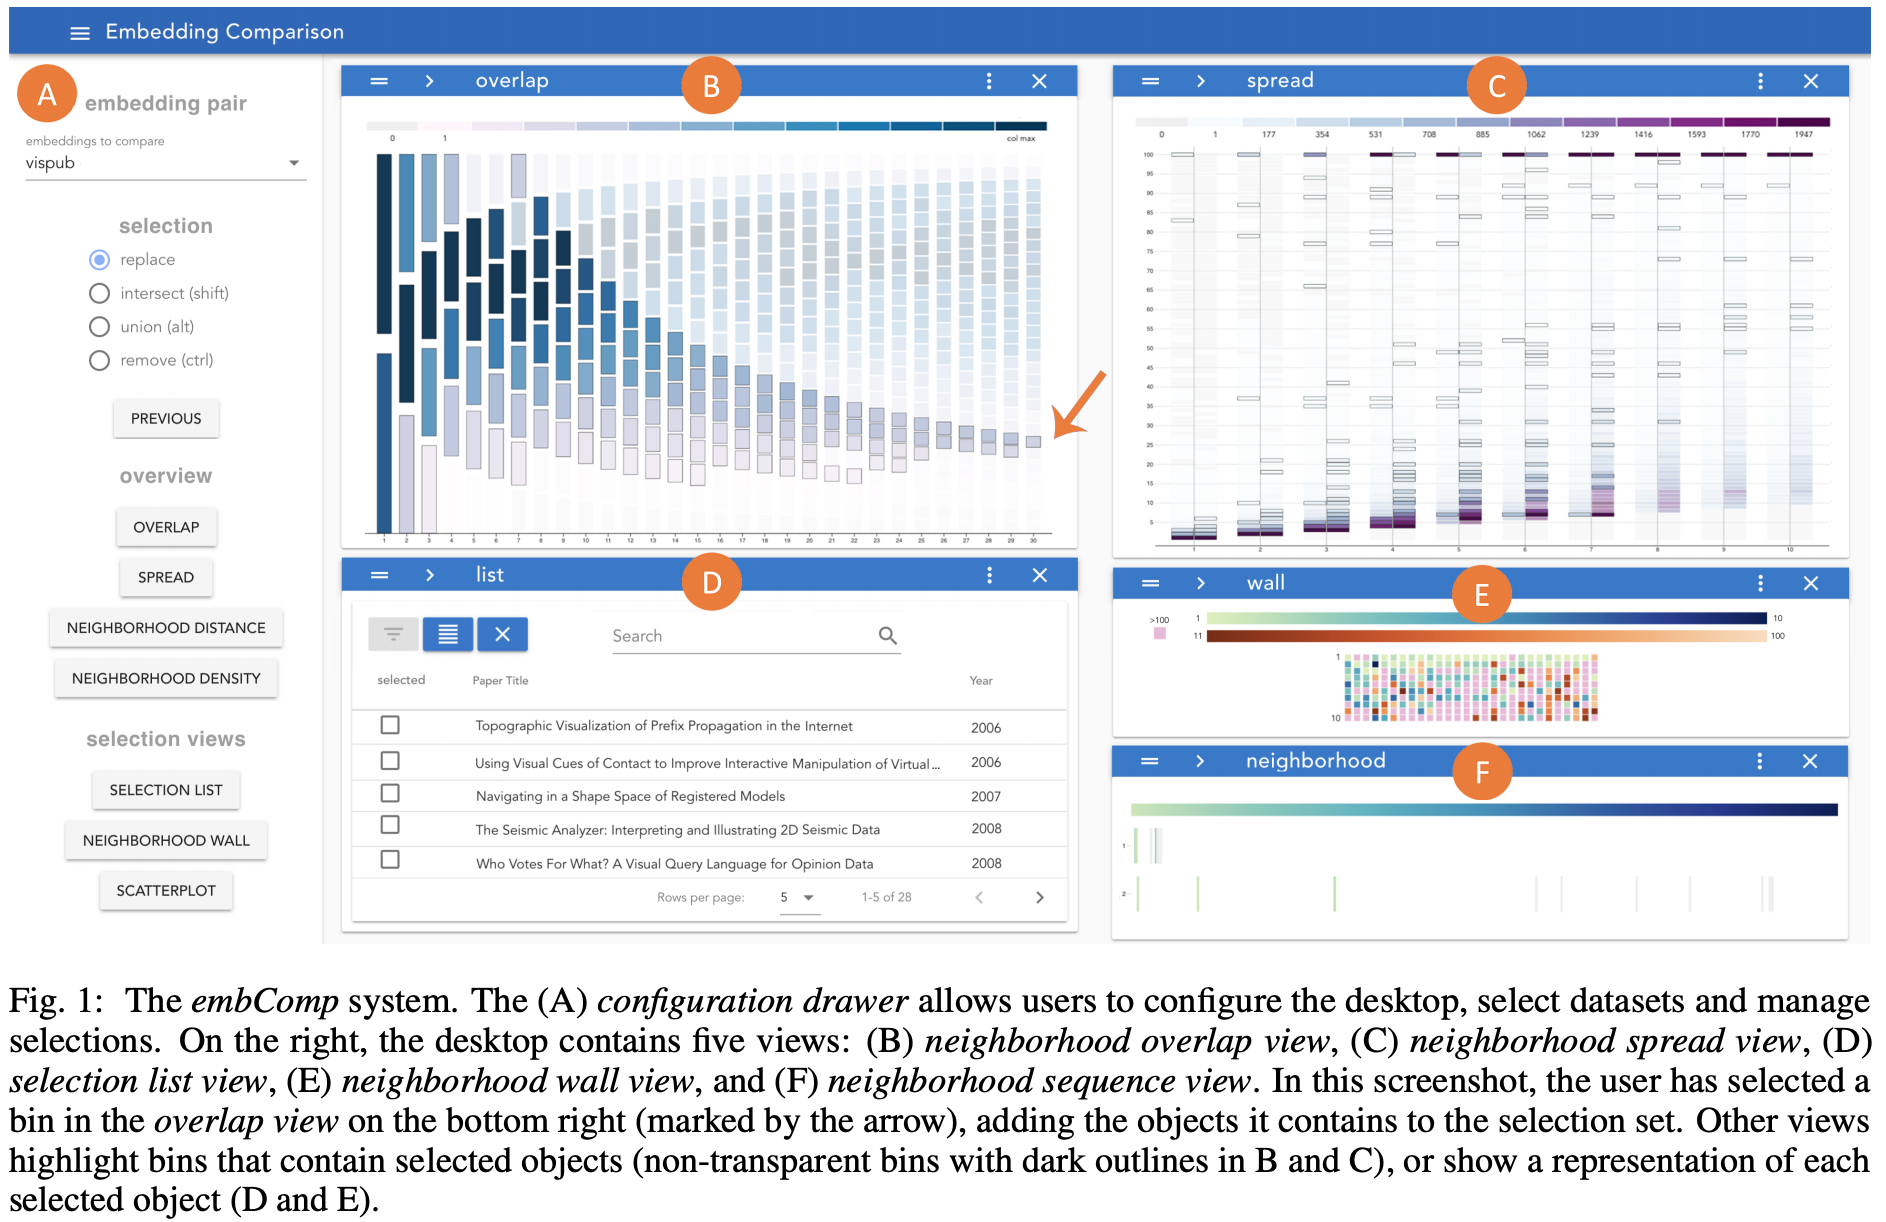 Embedding Comparison
A
embedding pair
embeddings to compare
vispub
selection
replace
intersect (shift)
union (alt)
remove (ctrl)
PREVIOUS
overview
OVERLAP
SPREAD
NEIGHBORHOOD DISTANCE
NEIGHBORHOOD DENSITY
selection views
SELECTION LIST
NEIGHBORHOOD WALL
SCATTERPLOT
overlap
B
0 1 col max
1 2 3 4 5 6 7 8 9 10 11 12 13 14 15 16 17 18 19 20 21 22 23 24 25 26 27 28 29 30
spread
C
0 1 177 354 531 708 885 1062 1239 1416 1593 1770 1947
100
95
90
85
80
75
70
65
60
55
50
45
40
35
30
25
20
15
10
5
1 2 3 4 5 6 7 8 9 10
list
D
Search
selected Paper Title Year
Topographic Visualization of Prefix Propagation in the Internet 2006
Using Visual Cues of Contact to Improve Interactive Manipulation of Virtual... 2006
Navigating in a Shape Space of Registered Models 2007
The Seismic Analyzer: Interpreting and Illustrating 2D Seismic Data 2008
Who Votes For What? A Visual Query Language for Opinion Data 2008
Rows per page: 5 1-5 of 28
wall
E
>100 1 10
11 100
1
10
neighborhood
F
1
2
Fig. 1: The embComp system. The (A) configuration drawer allows users to configure the desktop, select datasets and manage
selections. On the right, the desktop contains five views: (B) neighborhood overlap view, (C) neighborhood spread view, (D)
selection list view, (E) neighborhood wall view, and (F) neighborhood sequence view. In this screenshot, the user has selected a
bin in the overlap view on the bottom right (marked by the arrow), adding the objects it contains to the selection set. Other views
highlight bins that contain selected objects (non-transparent bins with dark outlines in B and C), or show a representation of each
selected object (D and E).